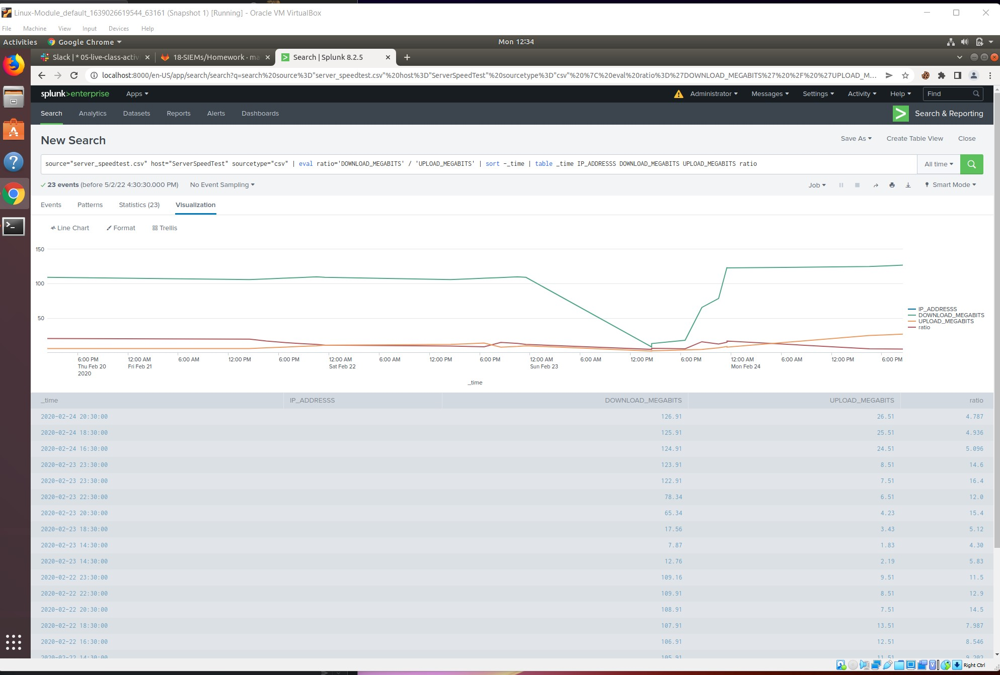 Linux-Module_default_1639026619544_63161 (Snapshot 1) [Running] - Oracle VM VirtualBox
File Machine View Input Devices Help
Activities Google Chrome Mon 12:34
Slack | * 05-live-class-activ 18-SIEMs/Homework · ma Search | Splunk 8.2.5
localhost:8000/en-US/app/search/search?q=search%20source%3D"server_speedtest.csv"%20host%3D"ServerSpeedTest"%20sourcetype%3D"csv"%20%7C%20eval%20ratio%3D%27DOWNLOAD_MEGABITS%27%20%2F%20%27UPLOAD_M...
splunk>enterprise Apps Administrator Messages Settings Activity Help Find
Search Analytics Datasets Reports Alerts Dashboards Search & Reporting
New Search Save As Create Table View Close
source="server_speedtest.csv" host="ServerSpeedTest" sourcetype="csv" | eval ratio='DOWNLOAD_MEGABITS' / 'UPLOAD_MEGABITS' | sort -_time | table _time IP_ADDRESSS DOWNLOAD_MEGABITS UPLOAD_MEGABITS ratio All time
23 events (before 5/2/22 4:30:30.000 PM) No Event Sampling Job Smart Mode
Events Patterns Statistics (23) Visualization
Line Chart Format Trellis
150
100
50
IP_ADDRESSS
DOWNLOAD_MEGABITS
UPLOAD_MEGABITS
ratio
6:00 PM 12:00 AM 6:00 AM 12:00 PM 6:00 PM 12:00 AM 6:00 AM 12:00 PM 6:00 PM 12:00 AM 6:00 AM 12:00 PM 6:00 PM 12:00 AM 6:00 AM 12:00 PM 6:00 PM
Thu Feb 20 Fri Feb 21 Sat Feb 22 Sun Feb 23 Mon Feb 24
2020
_time
_time IP_ADDRESSS DOWNLOAD_MEGABITS UPLOAD_MEGABITS ratio
2020-02-24 20:30:00 126.91 26.51 4.787
2020-02-24 18:30:00 125.91 25.51 4.936
2020-02-24 16:30:00 124.91 24.51 5.096
2020-02-23 23:30:00 123.91 8.51 14.6
2020-02-23 23:30:00 122.91 7.51 16.4
2020-02-23 22:30:00 78.34 6.51 12.0
2020-02-23 20:30:00 65.34 4.23 15.4
2020-02-23 18:30:00 17.56 3.43 5.12
2020-02-23 14:30:00 7.87 1.83 4.30
2020-02-23 14:30:00 12.76 2.19 5.83
2020-02-22 23:30:00 109.16 9.51 11.5
2020-02-22 22:30:00 109.91 8.51 12.9
2020-02-22 20:30:00 108.91 7.51 14.5
2020-02-22 18:30:00 107.91 13.51 7.987
2020-02-22 16:30:00 106.91 12.51 8.546
2020-02-22 14:30:00 105.91 11.51 9.202
Right Ctrl